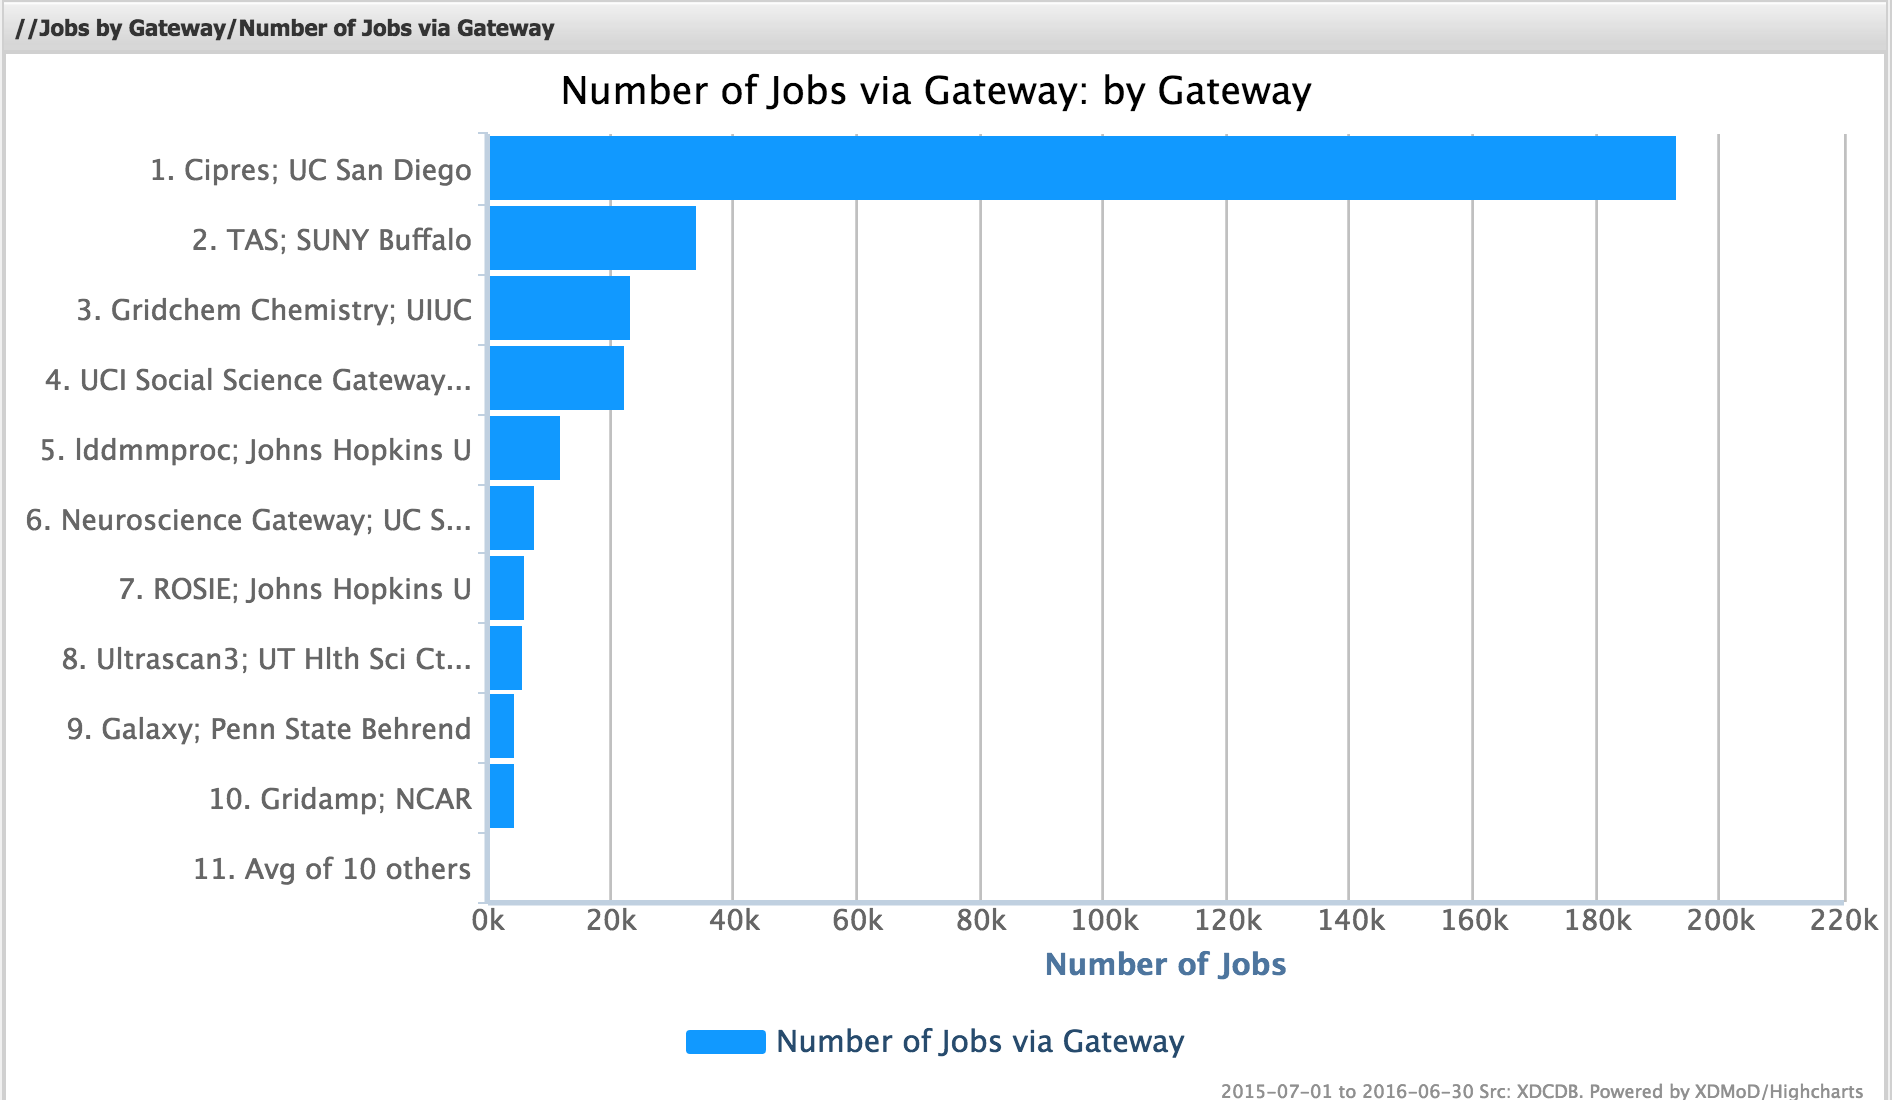 //Jobs by Gateway/Number of Jobs via Gateway
Number of Jobs via Gateway: by Gateway
1. Cipres; UC San Diego
2. TAS; SUNY Buffalo
3. Gridchem Chemistry; UIUC
4. UCI Social Science Gateway...
5. lddmmproc; Johns Hopkins U
6. Neuroscience Gateway; UC S...
7. ROSIE; Johns Hopkins U
8. Ultrascan3; UT Hlth Sci Ct...
9. Galaxy; Penn State Behrend
10. Gridamp; NCAR
11. Avg of 10 others
0k 20k 40k 60k 80k 100k 120k 140k 160k 180k 200k 220k
Number of Jobs
Number of Jobs via Gateway
2015-07-01 to 2016-06-30 Src: XDCDB. Powered by XDMoD/Highcharts